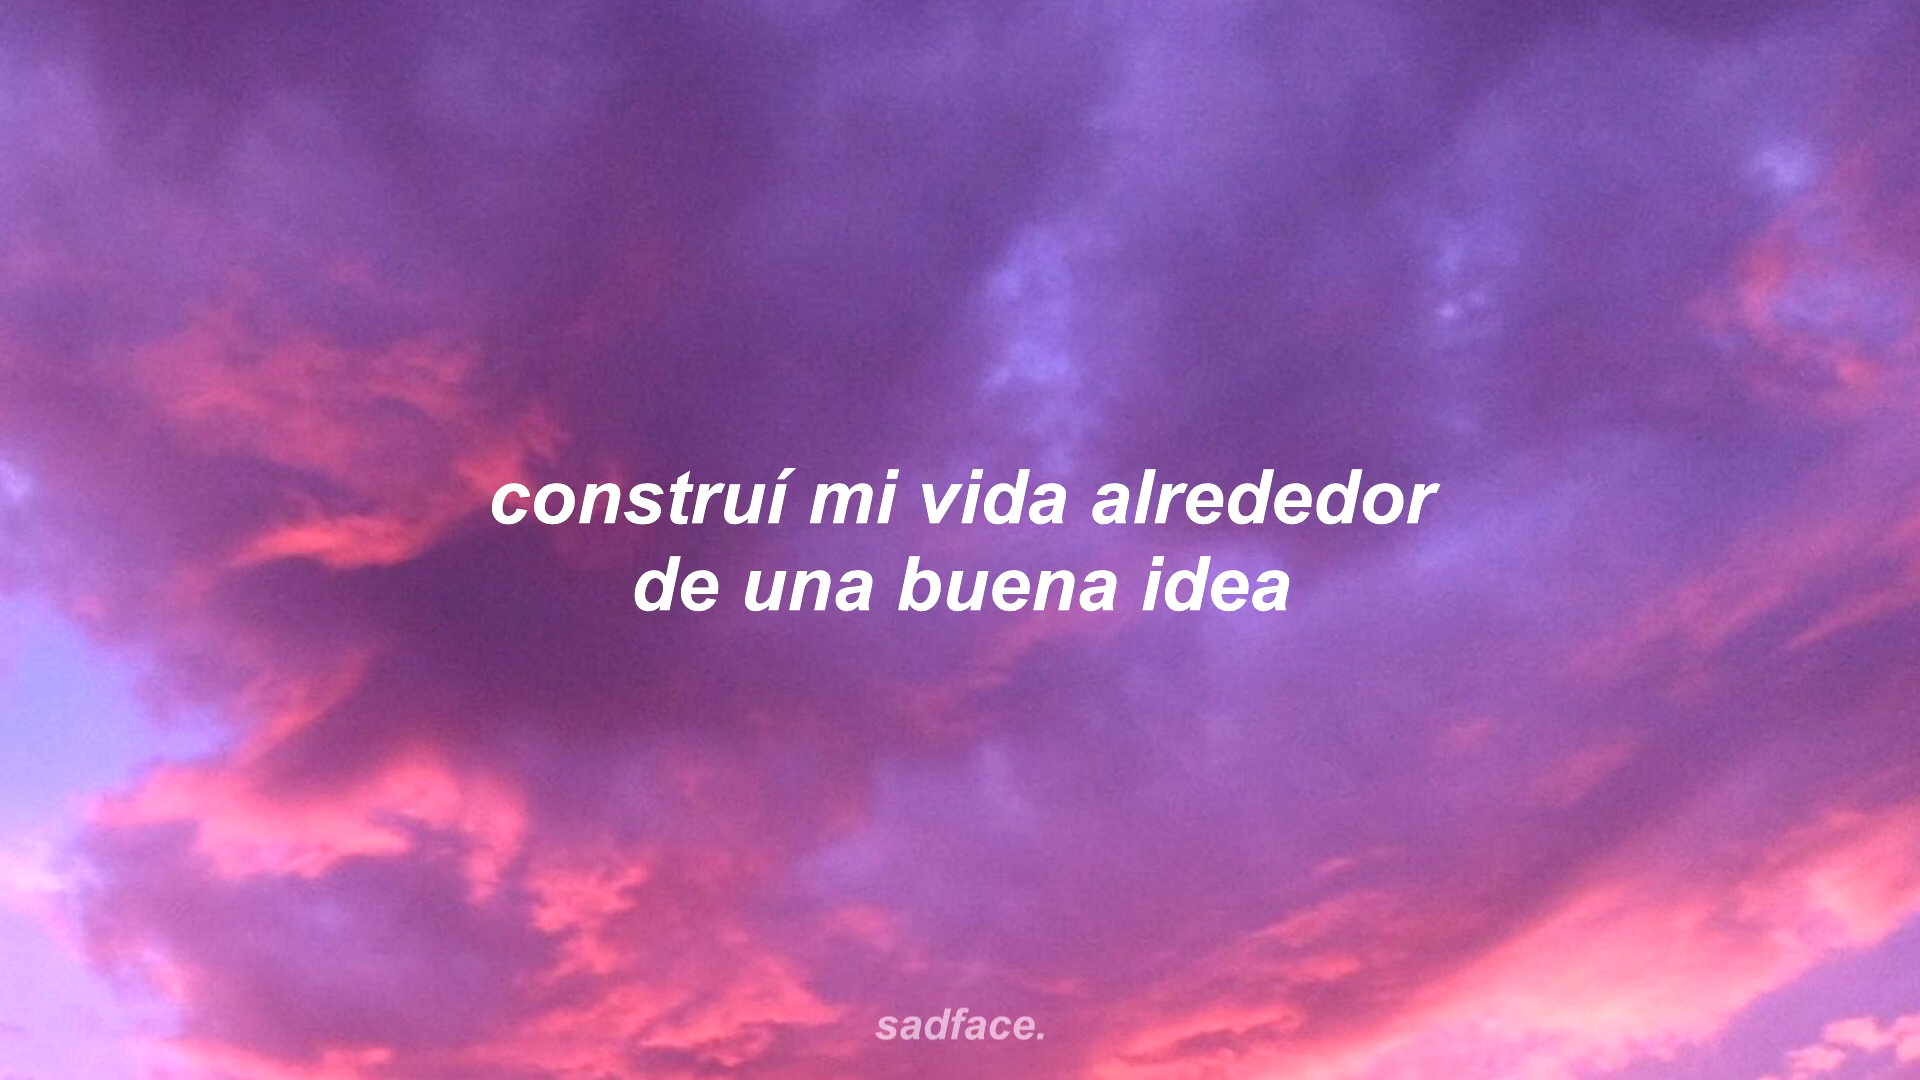 construí mi vida alrededor
de una buena idea
sadface.